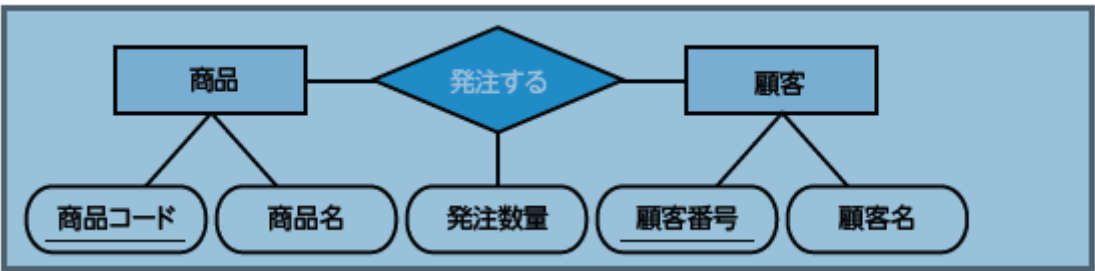 商品
発注する
顧客
商品コード
商品名
発注数量
顧客番号
顧客名